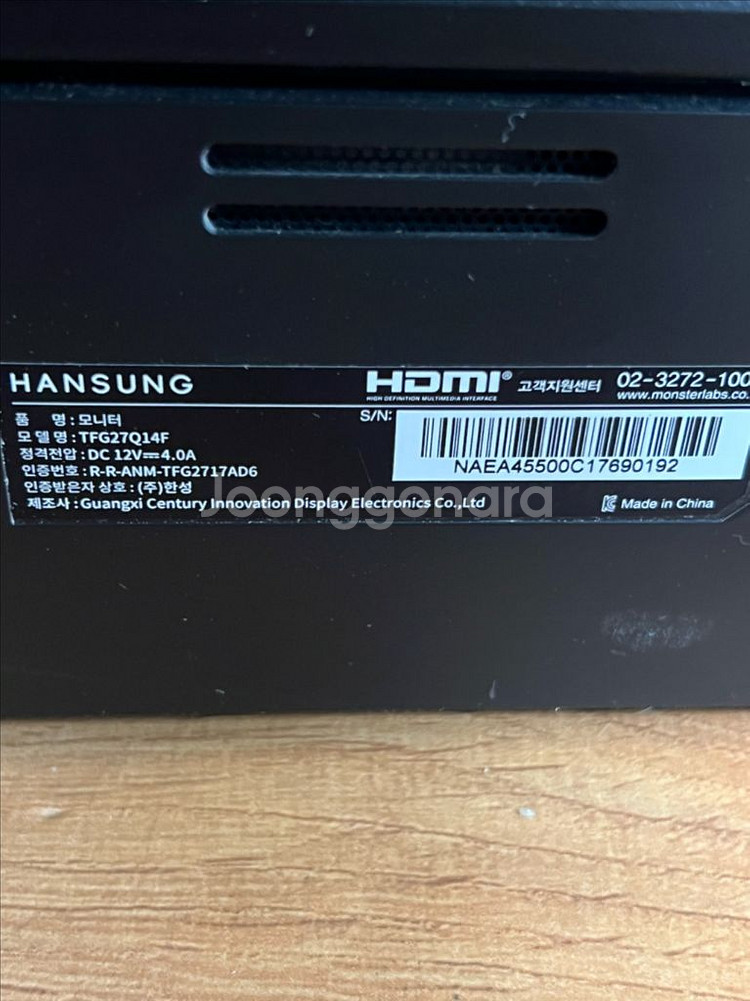 HANSUNG
HDMI®
HIGH DEFINITION MULTIMEDIA INTERFACE
고객지원센터 02-3272-100
www.monsterlabs.co.
품 명 : 모니터
모 델 명 : TFG27Q14F
정격전압 : DC 12V⎓4.0A
인증번호 : R-R-ANM-TFG2717AD6
인증받은자 상호 : (주)한성
제조사 : Guangxi Century Innovation Display Electronics Co.,Ltd
S/N:
NAEA45500C17690192
Made in China
Joonggonara